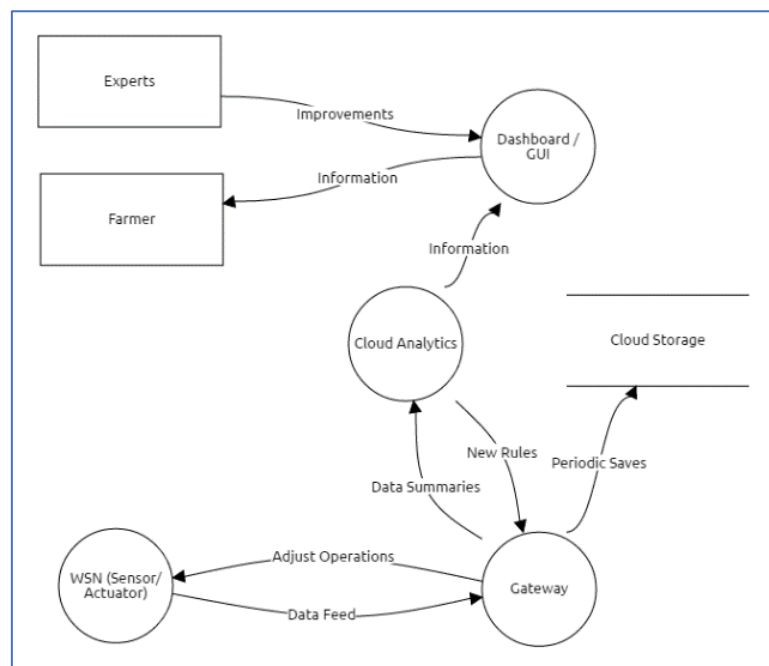 Experts
Improvements
Dashboard /
GUI
Information
Farmer
Information
Cloud Analytics
Cloud Storage
New Rules
Periodic Saves
Data Summaries
Adjust Operations
WSN (Sensor/
Actuator)
Gateway
Data Feed